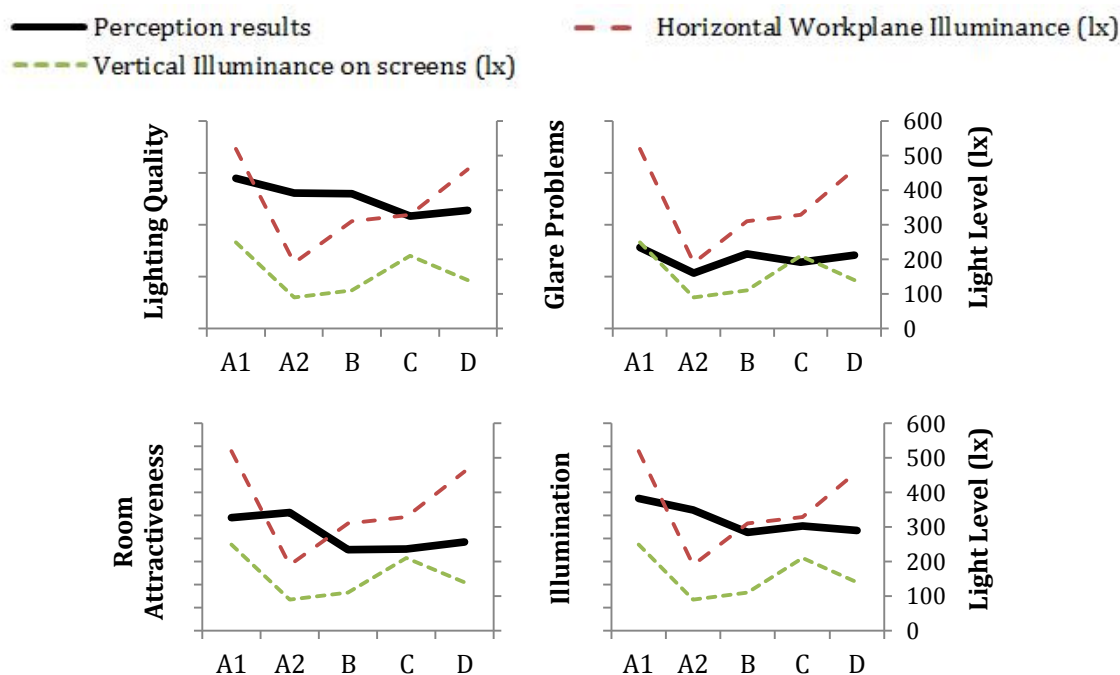 Perception results
Horizontal Workplane Illuminance (lx)
Vertical Illuminance on screens (lx)
Lighting Quality
A1 A2 B C D
Glare Problems
600
500
400
300
200
100
0
Light Level (lx)
A1 A2 B C D
Room
Attractiveness
A1 A2 B C D
Illumination
600
500
400
300
200
100
0
Light Level (lx)
A1 A2 B C D